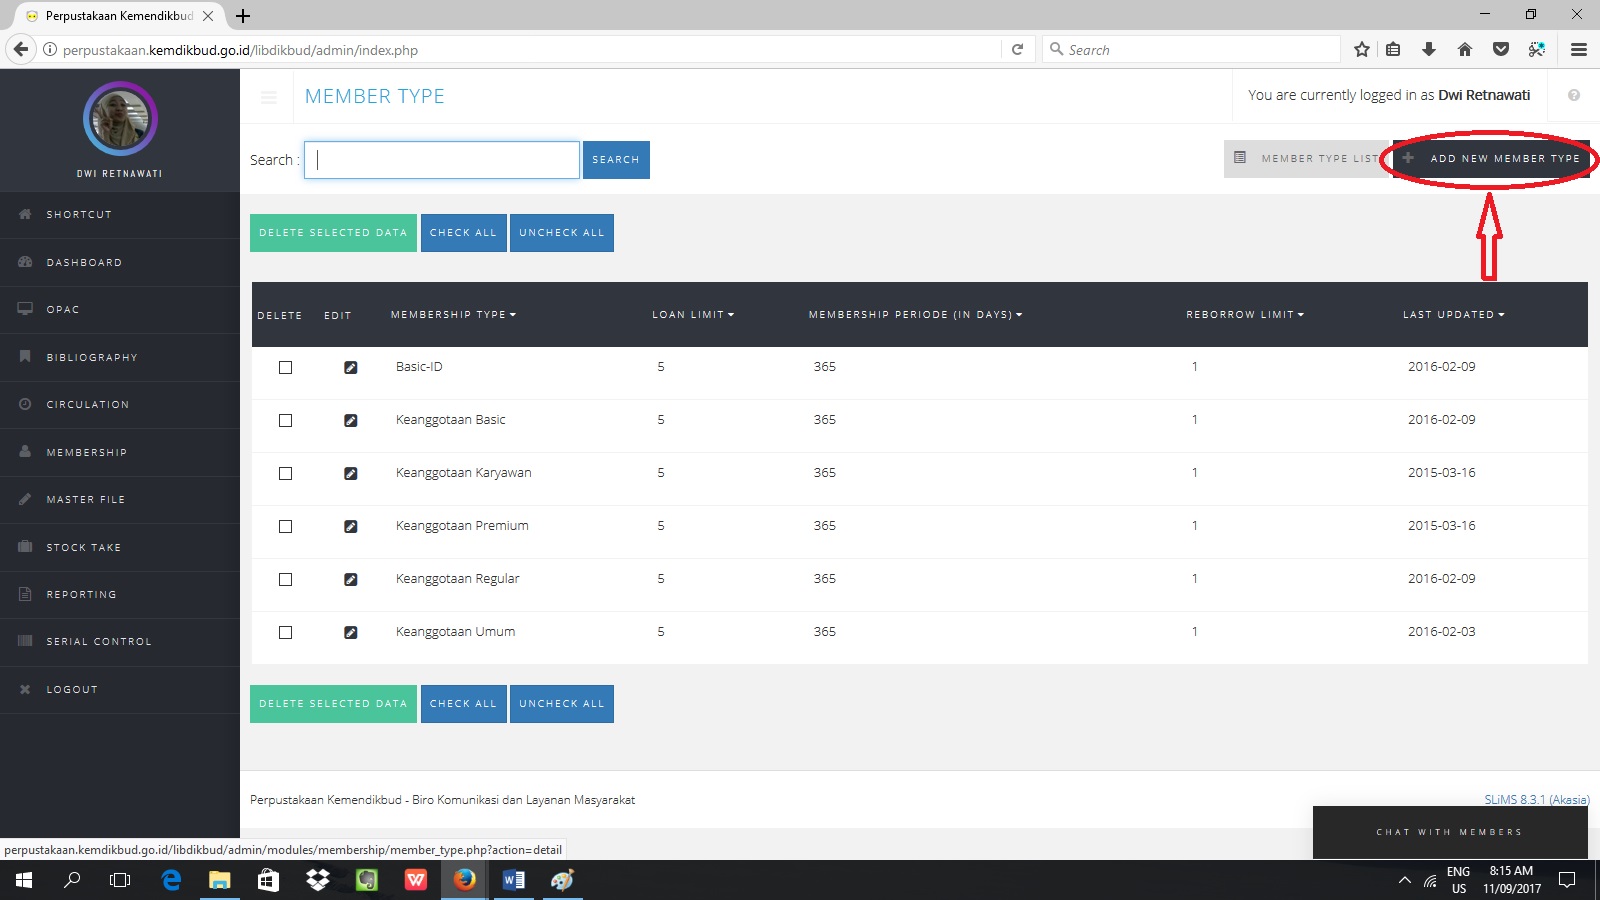 Perpustakaan Kemendikbud
perpustakaan.kemdikbud.go.id/libdikbud/admin/index.php
Search
DWI RETNAWATI
SHORTCUT
DASHBOARD
OPAC
BIBLIOGRAPHY
CIRCULATION
MEMBERSHIP
MASTER FILE
STOCK TAKE
REPORTING
SERIAL CONTROL
LOGOUT
MEMBER TYPE
You are currently logged in as Dwi Retnawati
Search :
SEARCH
MEMBER TYPE LIST
ADD NEW MEMBER TYPE
DELETE SELECTED DATA CHECK ALL UNCHECK ALL
DELETE EDIT MEMBERSHIP TYPE LOAN LIMIT MEMBERSHIP PERIODE (IN DAYS) REBORROW LIMIT LAST UPDATED
Basic-ID 5 365 1 2016-02-09
Keanggotaan Basic 5 365 1 2016-02-09
Keanggotaan Karyawan 5 365 1 2015-03-16
Keanggotaan Premium 5 365 1 2015-03-16
Keanggotaan Regular 5 365 1 2016-02-09
Keanggotaan Umum 5 365 1 2016-02-03
DELETE SELECTED DATA CHECK ALL UNCHECK ALL
Perpustakaan Kemendikbud - Biro Komunikasi dan Layanan Masyarakat
SLiMS 8.3.1 (Akasia)
CHAT WITH MEMBERS
perpustakaan.kemdikbud.go.id/libdikbud/admin/modules/membership/member_type.php?action=detail
ENG
US
8:15 AM
11/09/2017